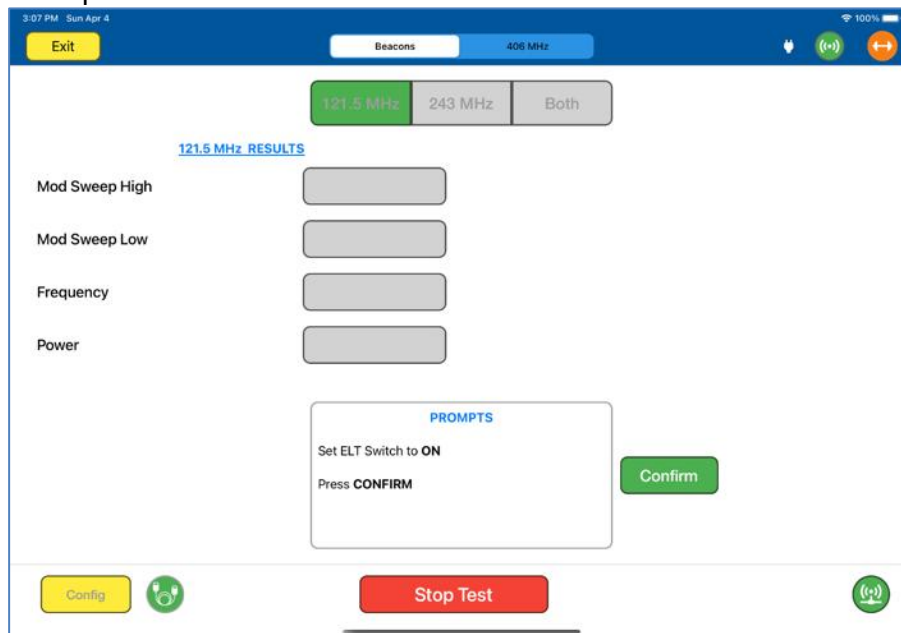 3:07 PM Sun Apr 4
100%
Exit
Beacons
406 MHz
121.5 MHz
243 MHz
Both
121.5 MHz RESULTS
Mod Sweep High
Mod Sweep Low
Frequency
Power
PROMPTS
Set ELT Switch to ON
Press CONFIRM
Confirm
Config
Stop Test